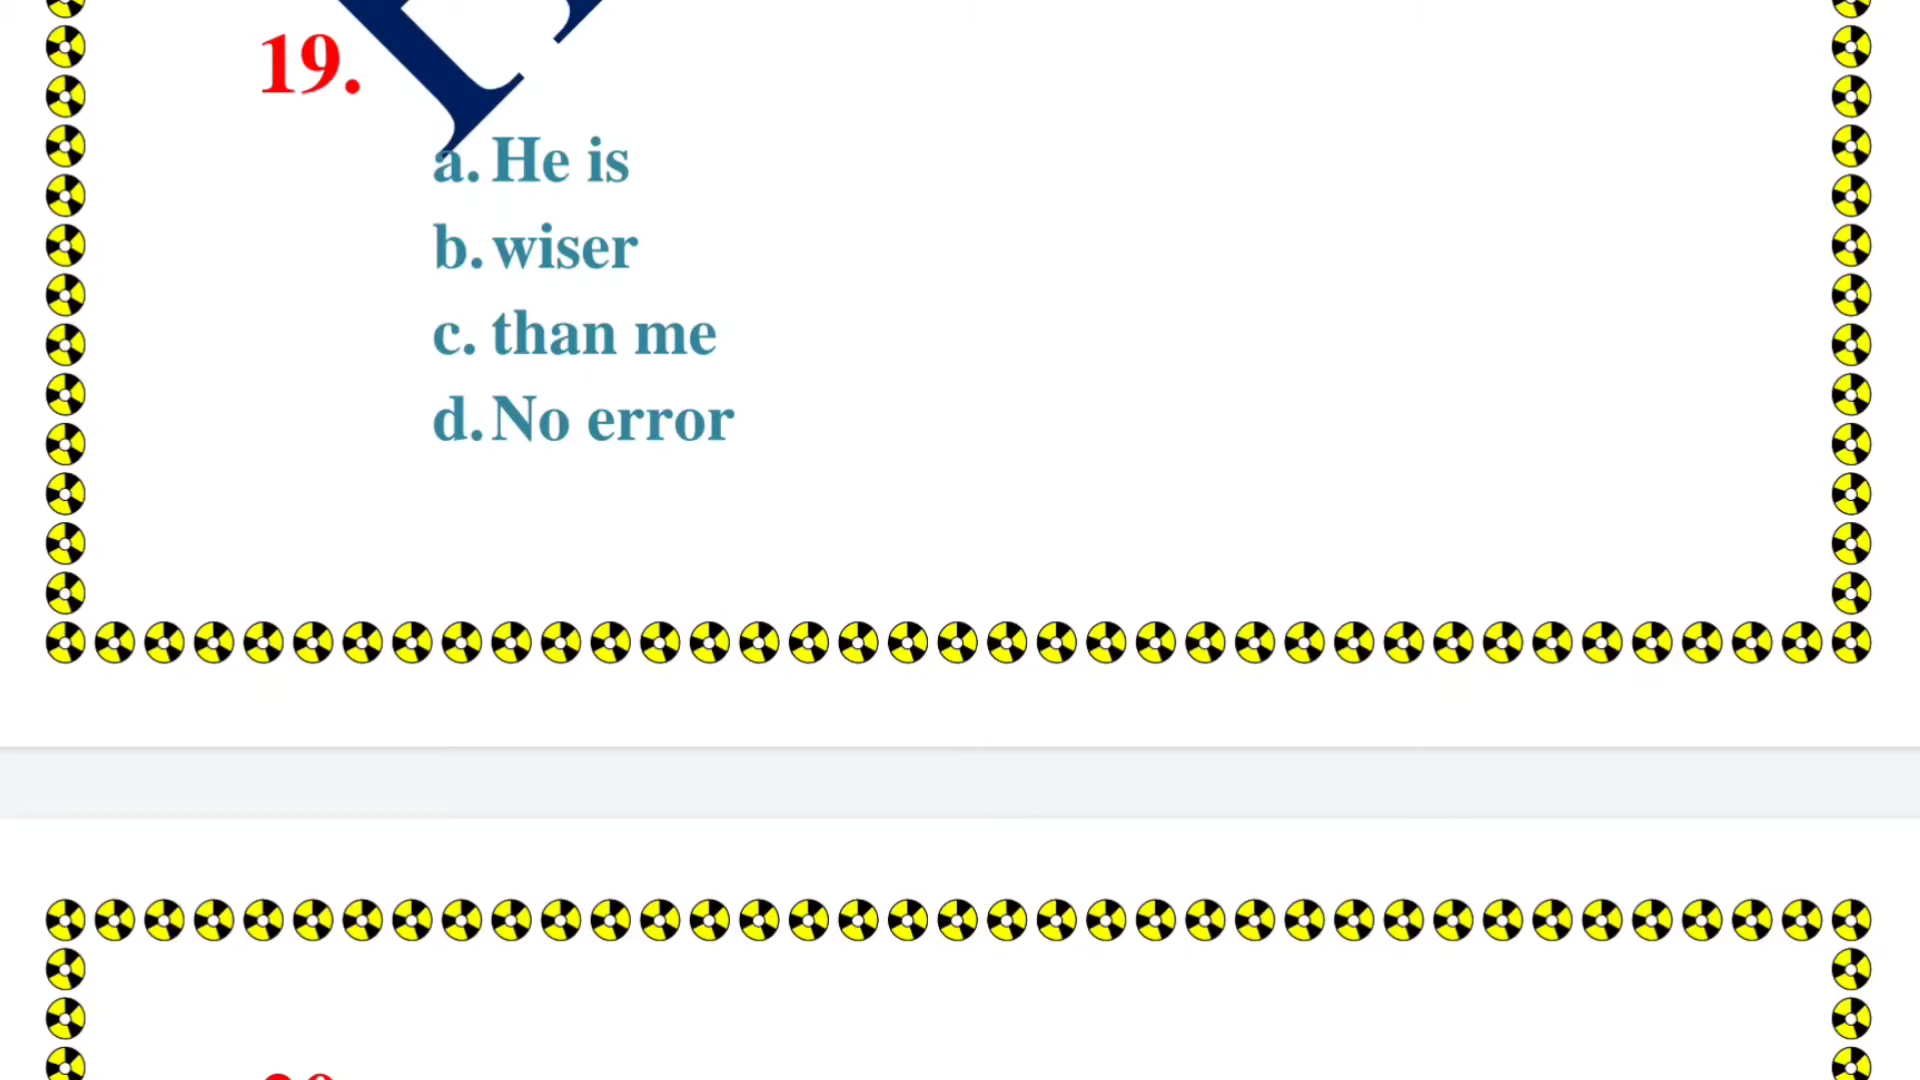 19.
a. He is
b. wiser
c. than me
d. No error